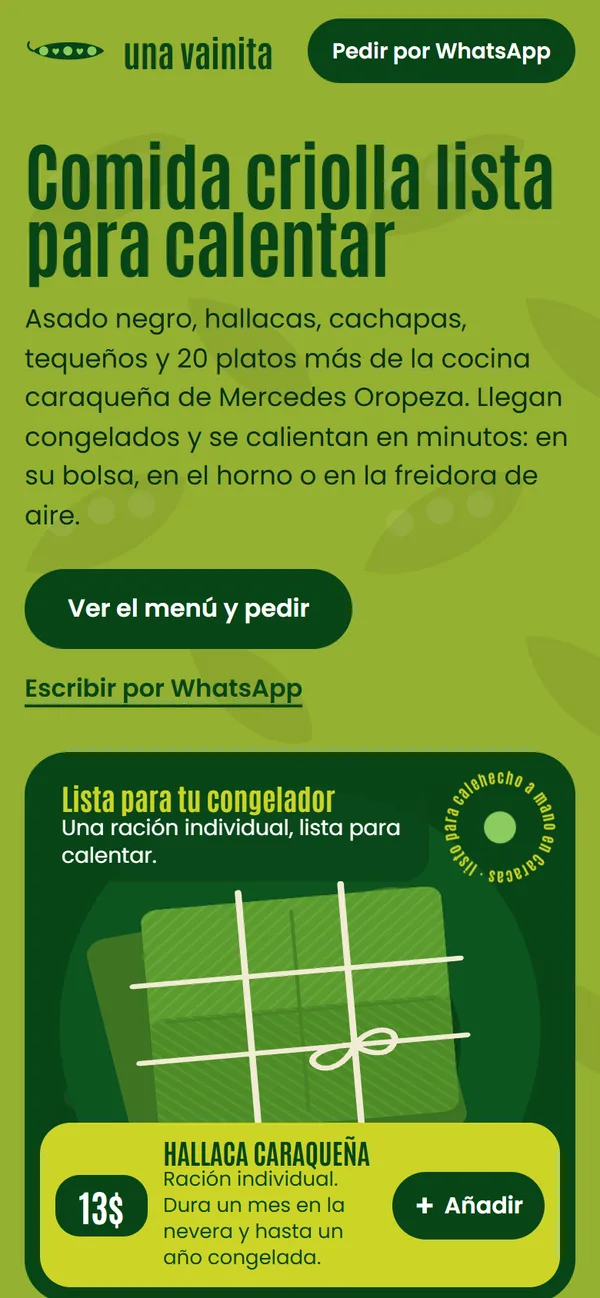 una vainita
Pedir por WhatsApp
Comida criolla lista
para calentar
Asado negro, hallacas, cachapas,
tequeños y 20 platos más de la cocina
caraqueña de Mercedes Oropeza. Llegan
congelados y se calientan en minutos: en
su bolsa, en el horno o en la freidora de
aire.
Ver el menú y pedir
Escribir por WhatsApp
Lista para tu congelador
Una ración individual, lista para
calentar.
hecho a mano en caracas · listo para cale
HALLACA CARAQUEÑA
13$
Ración individual.
Dura un mes en la
nevera y hasta un
año congelada.
+ Añadir